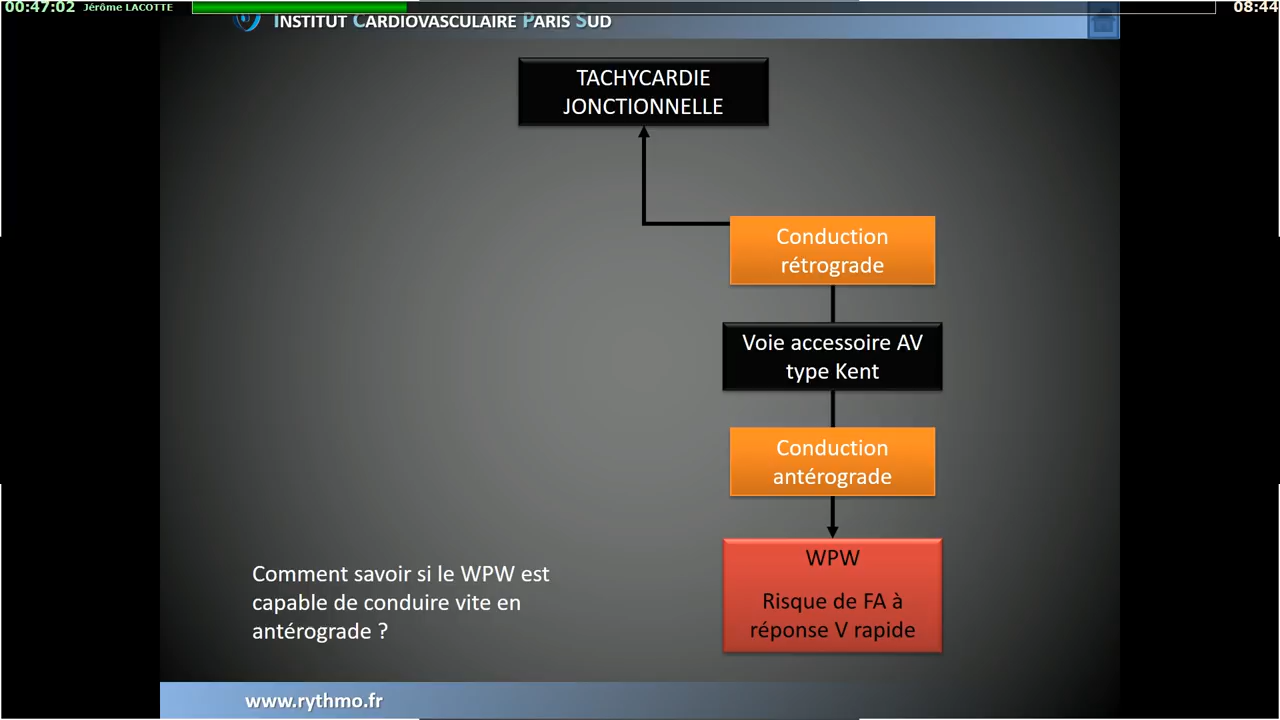 00:47:02 Jérôme LACOTTE 08:44
INSTITUT CARDIOVASCULAIRE PARIS SUD
TACHYCARDIE
JONCTIONNELLE
Conduction
rétrograde
Voie accessoire AV
type Kent
Conduction
antérograde
WPW
Risque de FA à
réponse V rapide
Comment savoir si le WPW est
capable de conduire vite en
antérograde ?
www.rythmo.fr